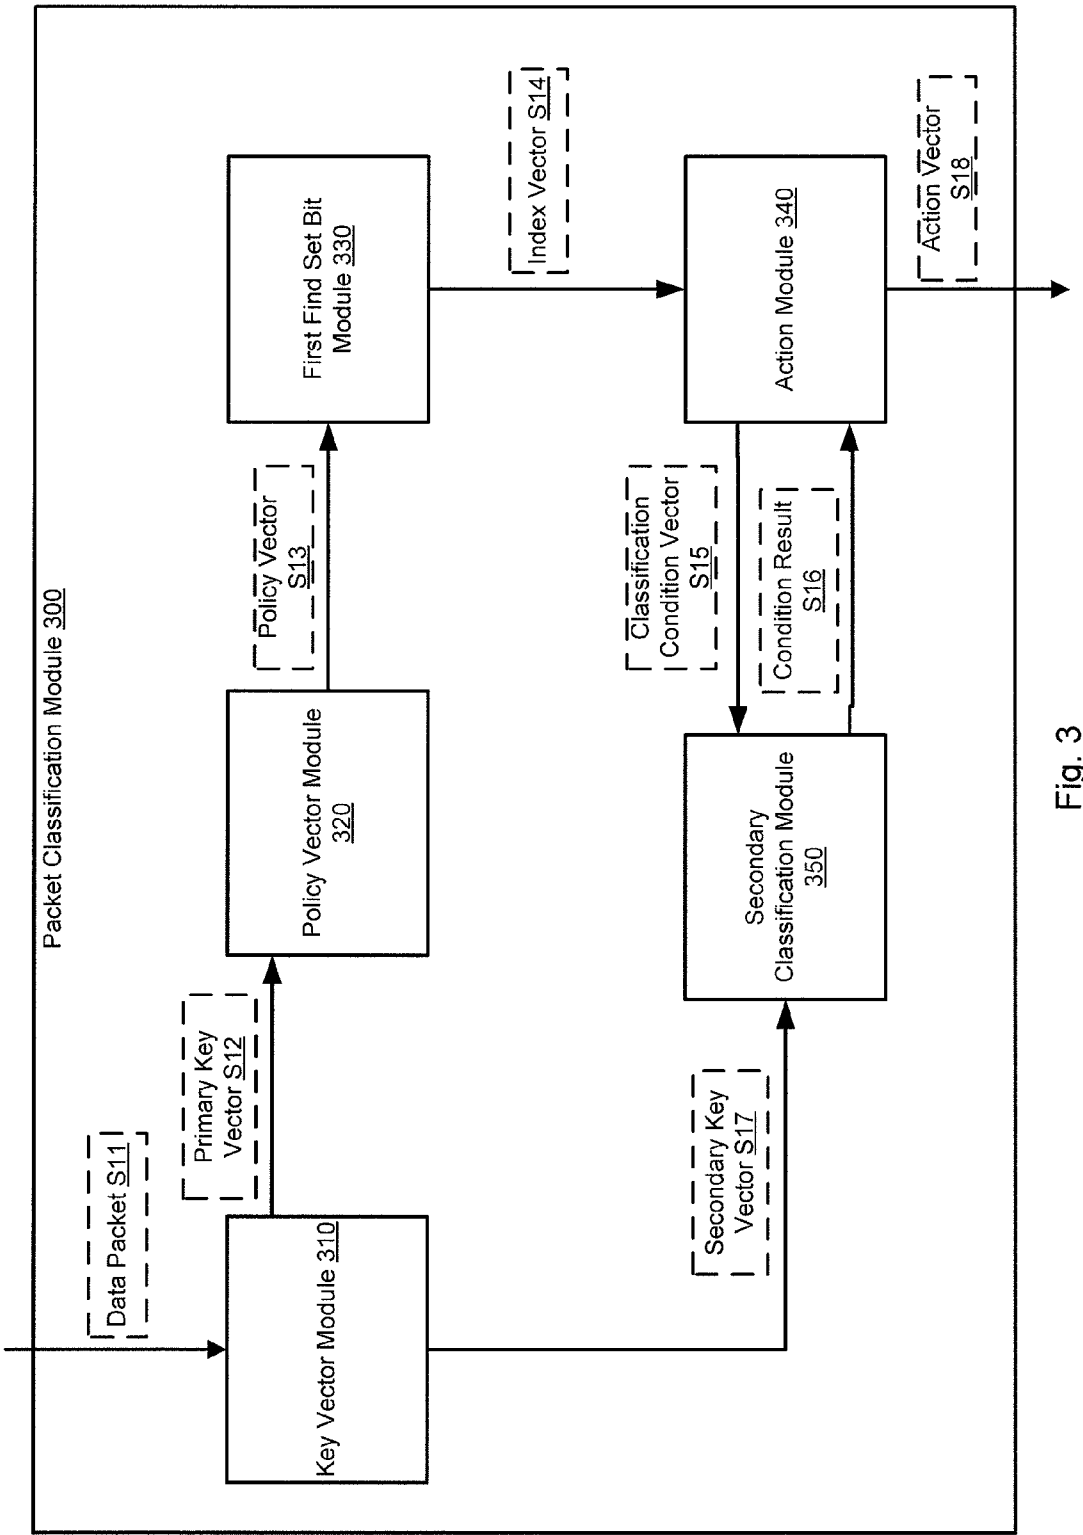 Packet Classification Module 300
Data Packet S11
Key Vector Module 310
Primary Key
Vector S12
Policy Vector Module
320
Policy Vector
S13
First Find Set Bit
Module 330
Index Vector S14
Secondary Key
Vector S17
Secondary
Classification Module
350
Classification
Condition Vector
S15
Condition Result
S16
Action Module 340
Action Vector
S18
Fig. 3